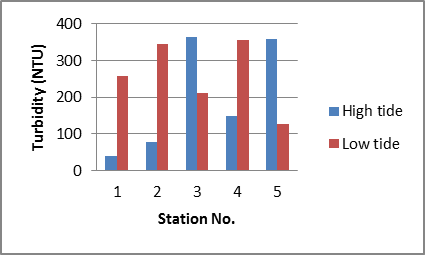 Turbidity (NTU)
400
300
200
100
0
1 2 3 4 5
Station No.
High tide
Low tide